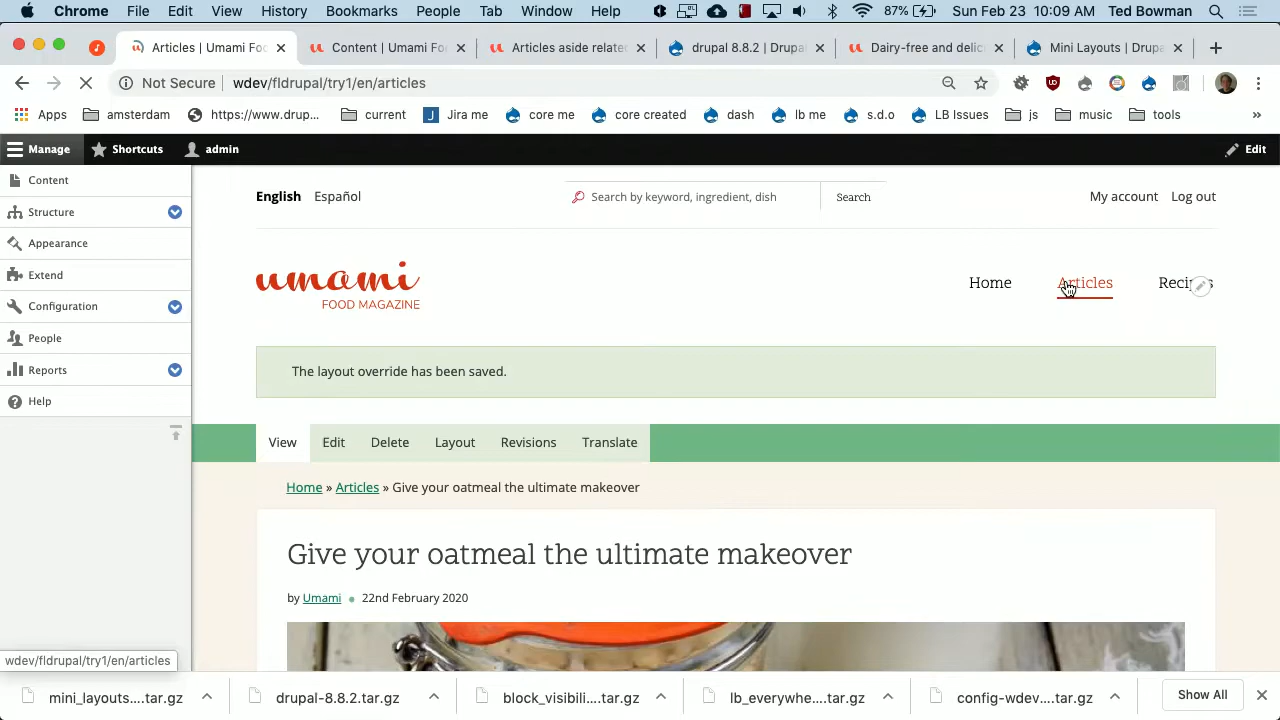 Chrome File Edit View History Bookmarks People Tab Window Help 87% Sun Feb 23 10:09 AM Ted Bowman
Articles | Umami Foo Content | Umami Foo Articles aside relate drupal 8.8.2 | Drupal Dairy-free and delic Mini Layouts | Drupa
Not Secure wdev/fldrupal/try1/en/articles
Apps amsterdam https://www.drup... current Jira me core me core created dash lb me s.d.o LB Issues js music tools »
Manage Shortcuts admin Edit
Content
Structure
Appearance
Extend
Configuration
People
Reports
Help
English Español Search by keyword, ingredient, dish Search My account Log out
umami
FOOD MAGAZINE
Home Articles Recipes
The layout override has been saved.
View Edit Delete Layout Revisions Translate
Home » Articles » Give your oatmeal the ultimate makeover
Give your oatmeal the ultimate makeover
by Umami 22nd February 2020
wdev/fldrupal/try1/en/articles
mini_layouts....tar.gz drupal-8.8.2.tar.gz block_visibili....tar.gz lb_everywhe....tar.gz config-wdev....tar.gz Show All